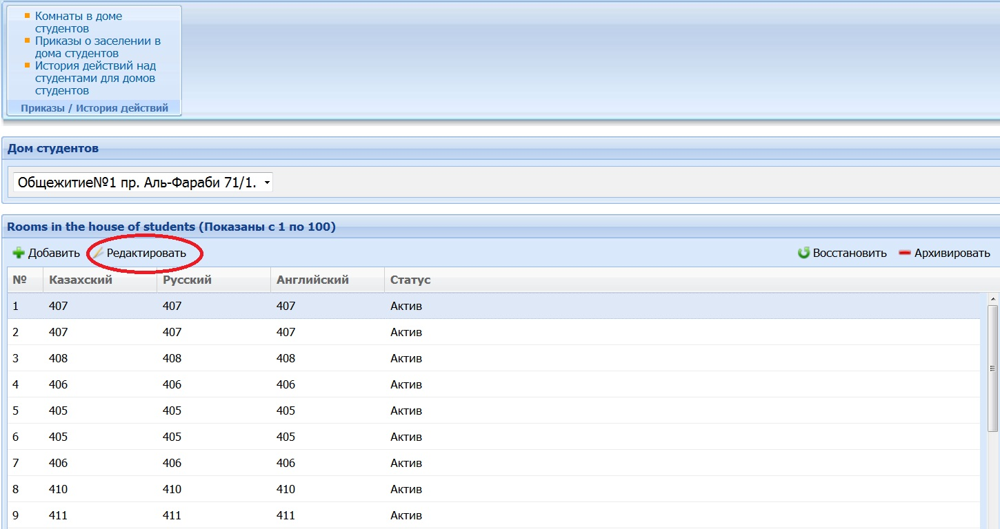 Комнаты в доме
студентов
Приказы о заселении в
дома студентов
История действий над
студентами для домов
студентов
Приказы / История действий
Дом студентов
Общежитие№1 пр. Аль-Фараби 71/1.
Rooms in the house of students (Показаны с 1 по 100)
Добавить Редактировать Восстановить Архивировать
№ Казахский Русский Английский Статус
1 407 407 407 Актив
2 407 407 407 Актив
3 408 408 408 Актив
4 406 406 406 Актив
5 405 405 405 Актив
6 405 405 405 Актив
7 406 406 406 Актив
8 410 410 410 Актив
9 411 411 411 Актив